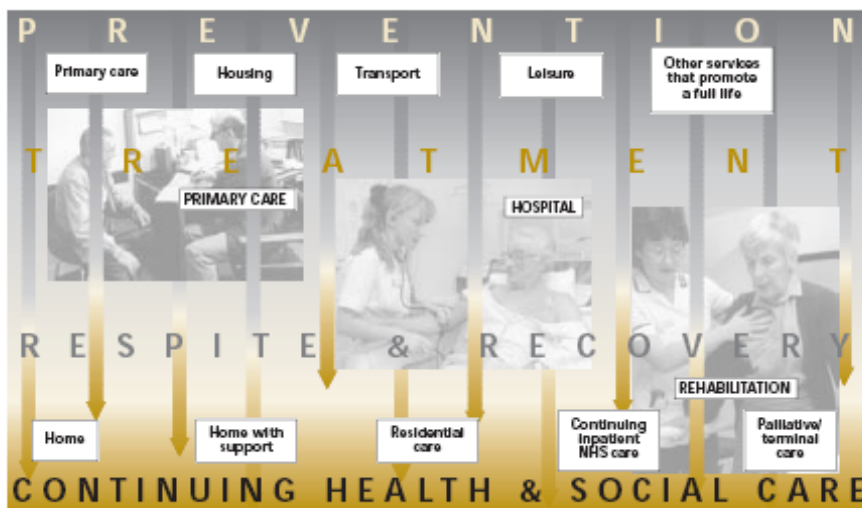 PREVENTION
Primary care
Housing
Transport
Leisure
Other services
that promote
a full life
TREATMENT
PRIMARY CARE
HOSPITAL
RESPITE & RECOVERY
REHABILITATION
Home
Home with
support
Residential
care
Continuing
inpatient
NHS care
Palliative/
terminal
care
CONTINUING HEALTH & SOCIAL CARE